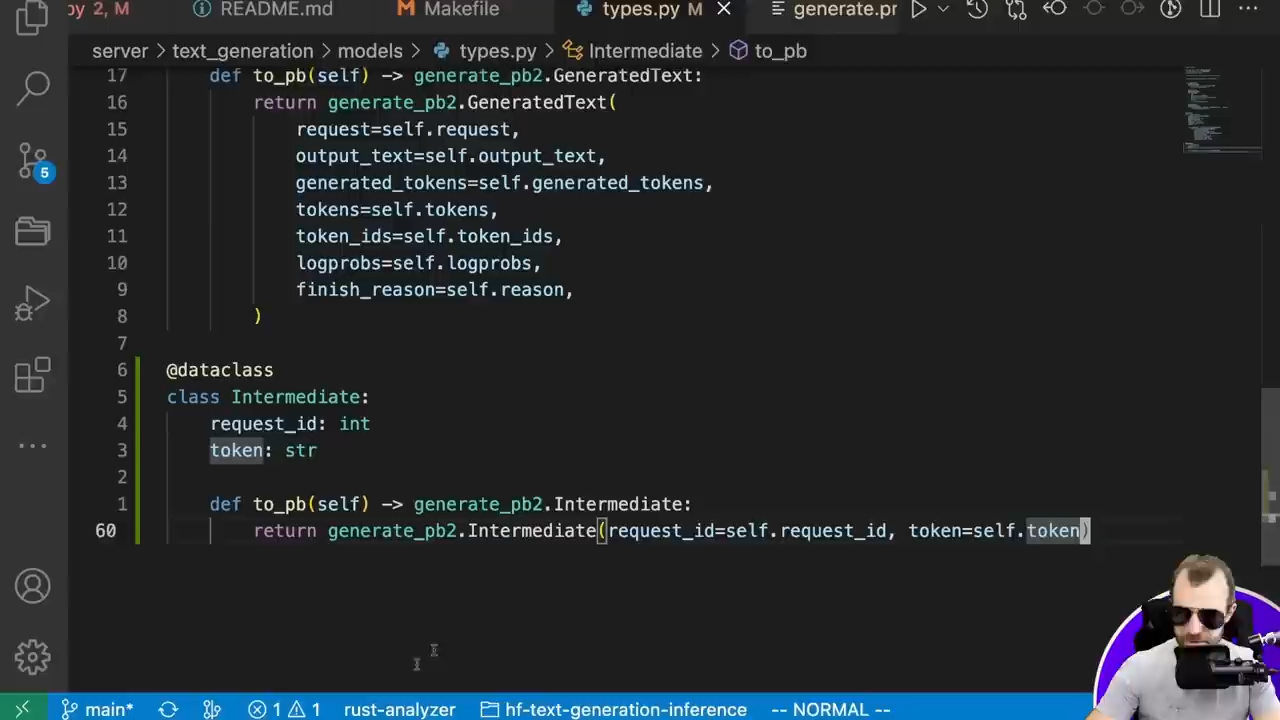 py 2, M README.md Makefile types.py M generate.pr
server > text_generation > models > types.py > Intermediate > to_pb
17 def to_pb(self) -> generate_pb2.GeneratedText:
16 return generate_pb2.GeneratedText(
15 request=self.request,
14 output_text=self.output_text,
13 generated_tokens=self.generated_tokens,
12 tokens=self.tokens,
11 token_ids=self.token_ids,
10 logprobs=self.logprobs,
9 finish_reason=self.reason,
8 )
7
6 @dataclass
5 class Intermediate:
4 request_id: int
3 token: str
2
1 def to_pb(self) -> generate_pb2.Intermediate:
60 return generate_pb2.Intermediate(request_id=self.request_id, token=self.token)
5
main* 1 1 rust-analyzer hf-text-generation-inference -- NORMAL --